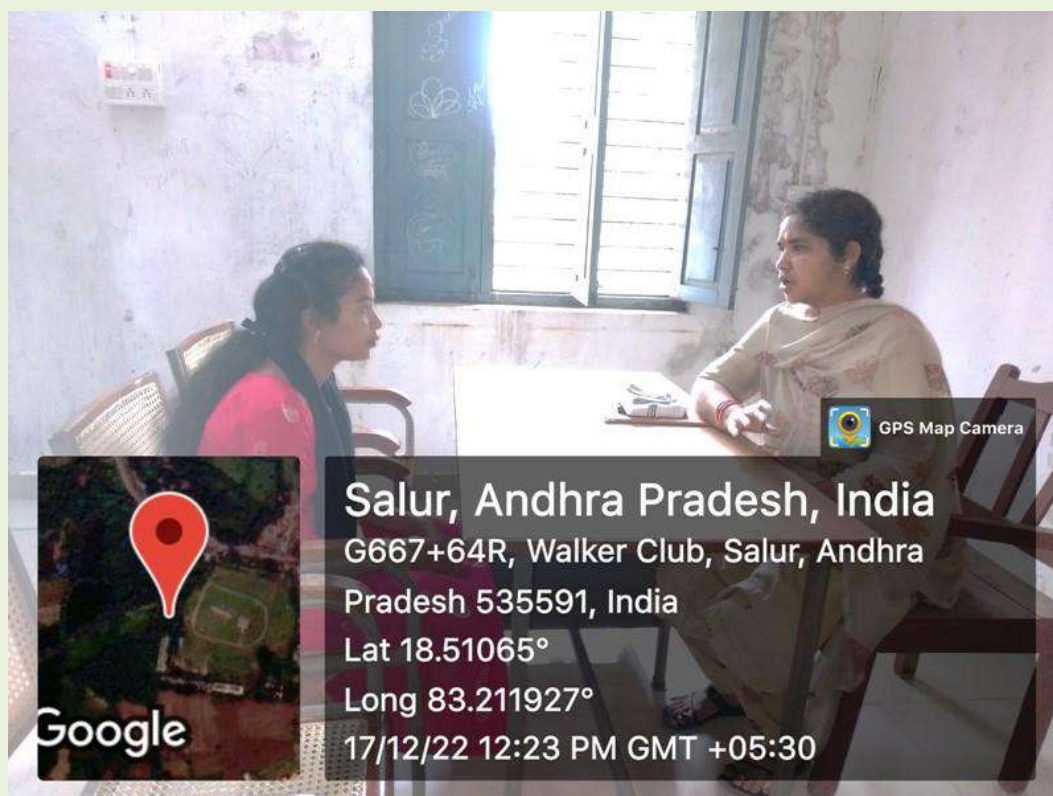 GPS Map Camera
Salur, Andhra Pradesh, India
G667+64R, Walker Club, Salur, Andhra
Pradesh 535591, India
Lat 18.51065°
Long 83.211927°
17/12/22 12:23 PM GMT +05:30
Google